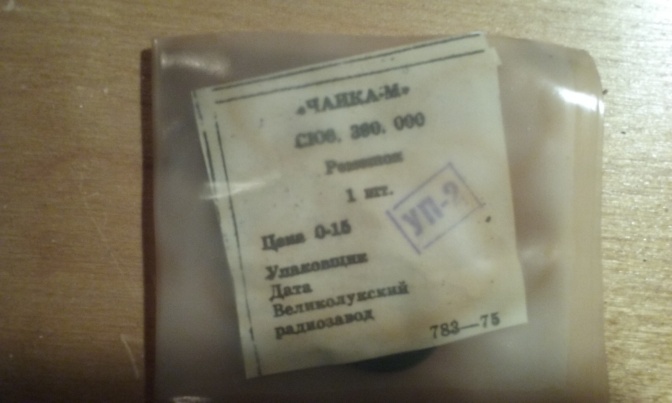 «ЧАЙКА-М»
СЮ6. 380. 000
Ремешок
1 шт.
УП-2
Цена 0-15
Упаковщик
Дата
Великолукский
радиозавод
783—75